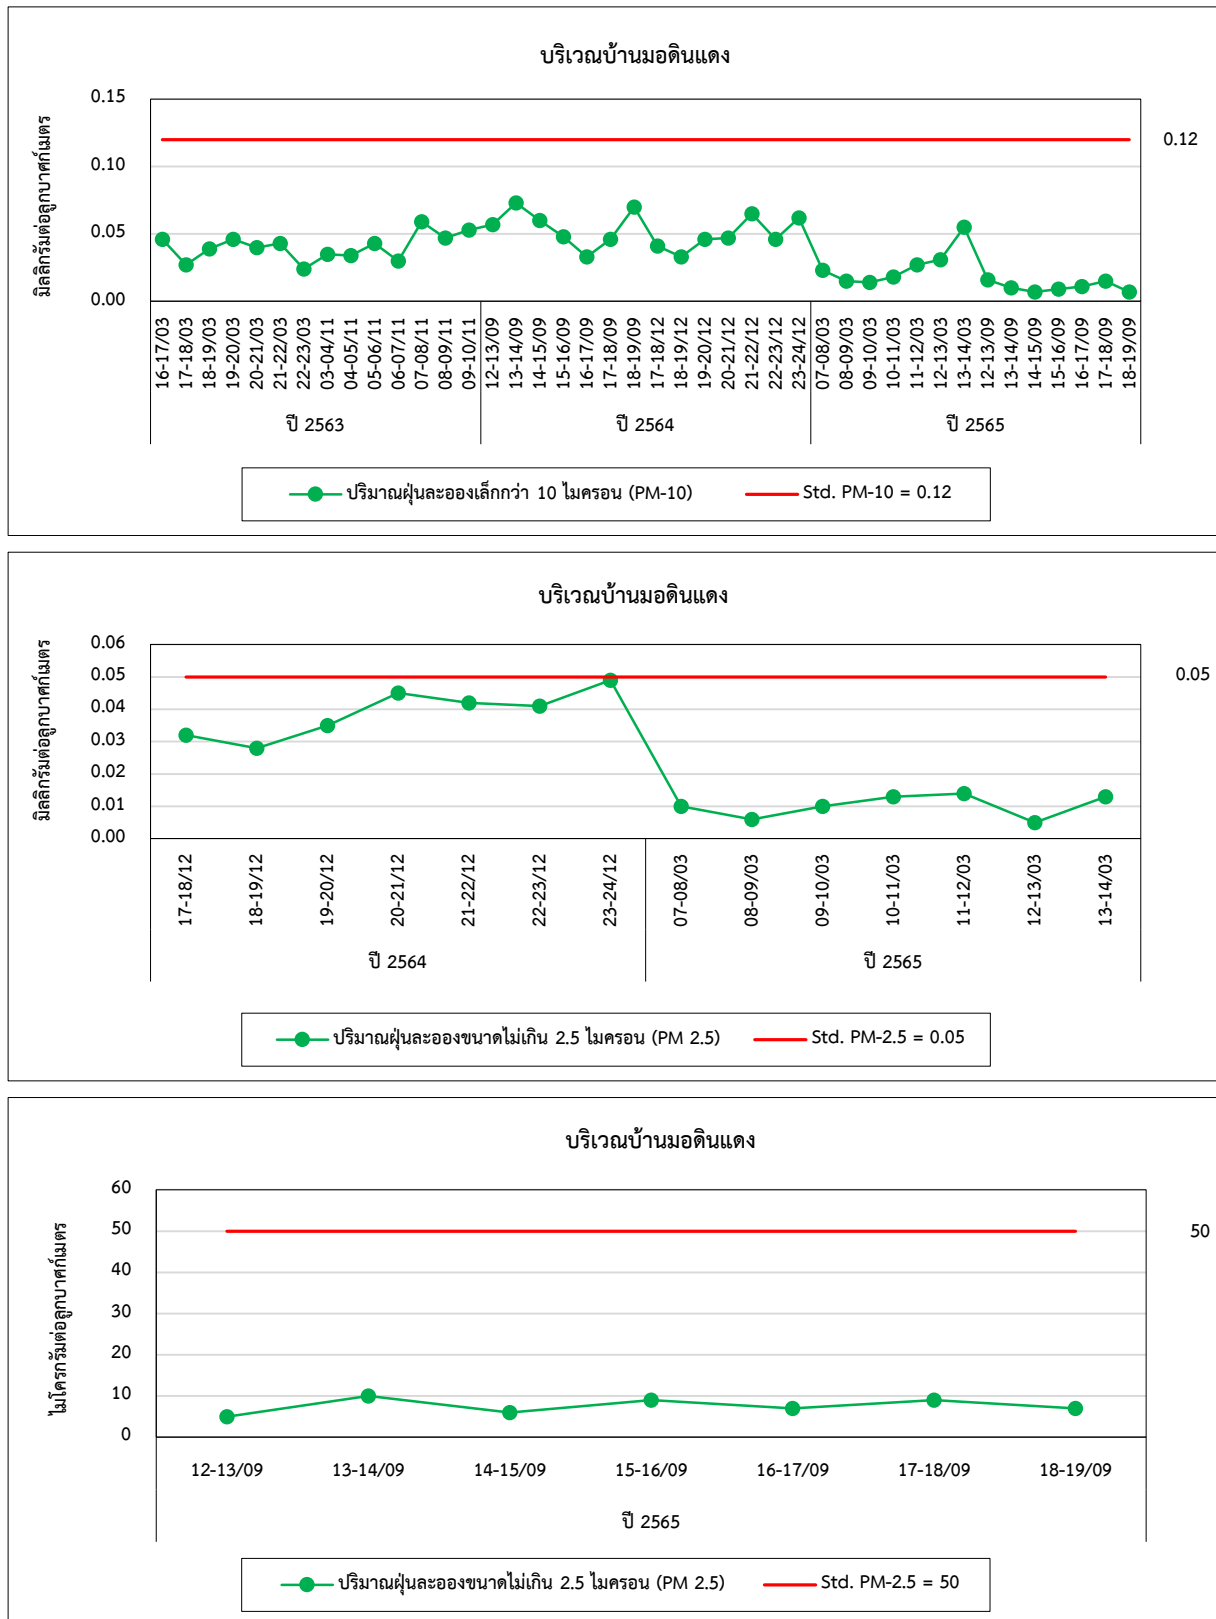 บริเวณบ้านมอดินแดง
มิลลิกรัมต่อลูกบาศก์เมตร
0.15
0.10
0.05
0.00
0.12
16-17/03 17-18/03 18-19/03 19-20/03 20-21/03 21-22/03 22-23/03 03-04/11 04-05/11 05-06/11 06-07/11 07-08/11 08-09/11 09-10/11 12-13/09 13-14/09 14-15/09 15-16/09 16-17/09 17-18/09 18-19/09 17-18/12 18-19/12 19-20/12 20-21/12 21-22/12 22-23/12 23-24/12 07-08/03 08-09/03 09-10/03 10-11/03 11-12/03 12-13/03 13-14/03 12-13/09 13-14/09 14-15/09 15-16/09 16-17/09 17-18/09 18-19/09
ปี 2563 ปี 2564 ปี 2565
ปริมาณฝุ่นละอองเล็กกว่า 10 ไมครอน (PM-10) Std. PM-10 = 0.12
บริเวณบ้านมอดินแดง
มิลลิกรัมต่อลูกบาศก์เมตร
0.06
0.05
0.04
0.03
0.02
0.01
0.00
0.05
17-18/12 18-19/12 19-20/12 20-21/12 21-22/12 22-23/12 23-24/12 07-08/03 08-09/03 09-10/03 10-11/03 11-12/03 12-13/03 13-14/03
ปี 2564 ปี 2565
ปริมาณฝุ่นละอองขนาดไม่เกิน 2.5 ไมครอน (PM 2.5) Std. PM-2.5 = 0.05
บริเวณบ้านมอดินแดง
ไมโครกรัมต่อลูกบาศก์เมตร
60
50
40
30
20
10
0
50
12-13/09 13-14/09 14-15/09 15-16/09 16-17/09 17-18/09 18-19/09
ปี 2565
ปริมาณฝุ่นละอองขนาดไม่เกิน 2.5 ไมครอน (PM 2.5) Std. PM-2.5 = 50